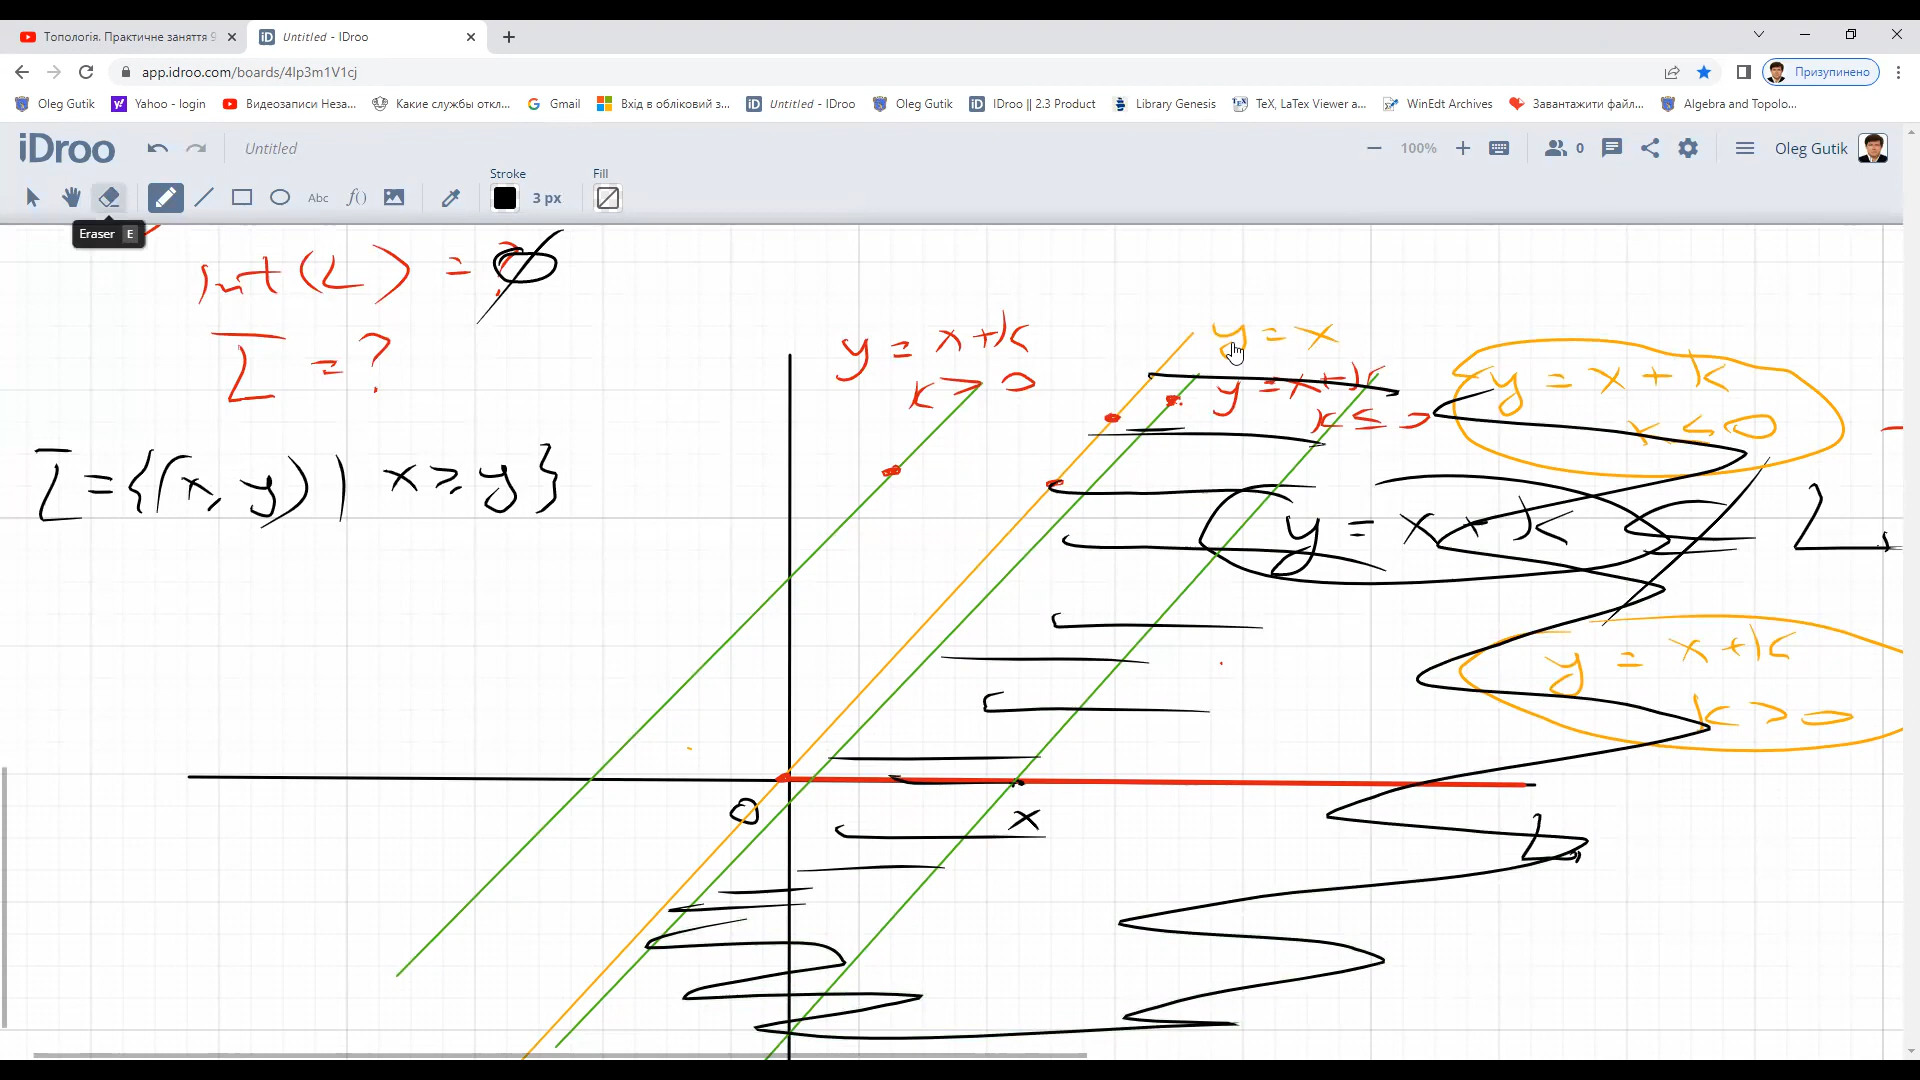 Топологія. Практичне заняття 9
Untitled - IDroo
app.idroo.com/boards/4Ip3m1V1cj
Призупинено
Oleg Gutik
Yahoo - login
Видеозаписи Неза...
Какие службы откл...
Gmail
Вхід в обліковий з...
Untitled - IDroo
Oleg Gutik
IDroo || 2.3 Product
Library Genesis
TeX, LaTex Viewer a...
WinEdt Archives
Завантажити файл...
Algebra and Topolo...
iDroo
Untitled
100%
0
Oleg Gutik
Abc
f()
Stroke
3 px
Fill
Eraser E
Int(L) = ∅
L̅ = ?
L̅ = {(x, y) | x ≥ y}
y = x + k
k > 0
y = x
y = x + k
k ≤ 0
y = x + k
k ≤ 0
y = x + k
L
y = x + k
k > 0
0
x
L